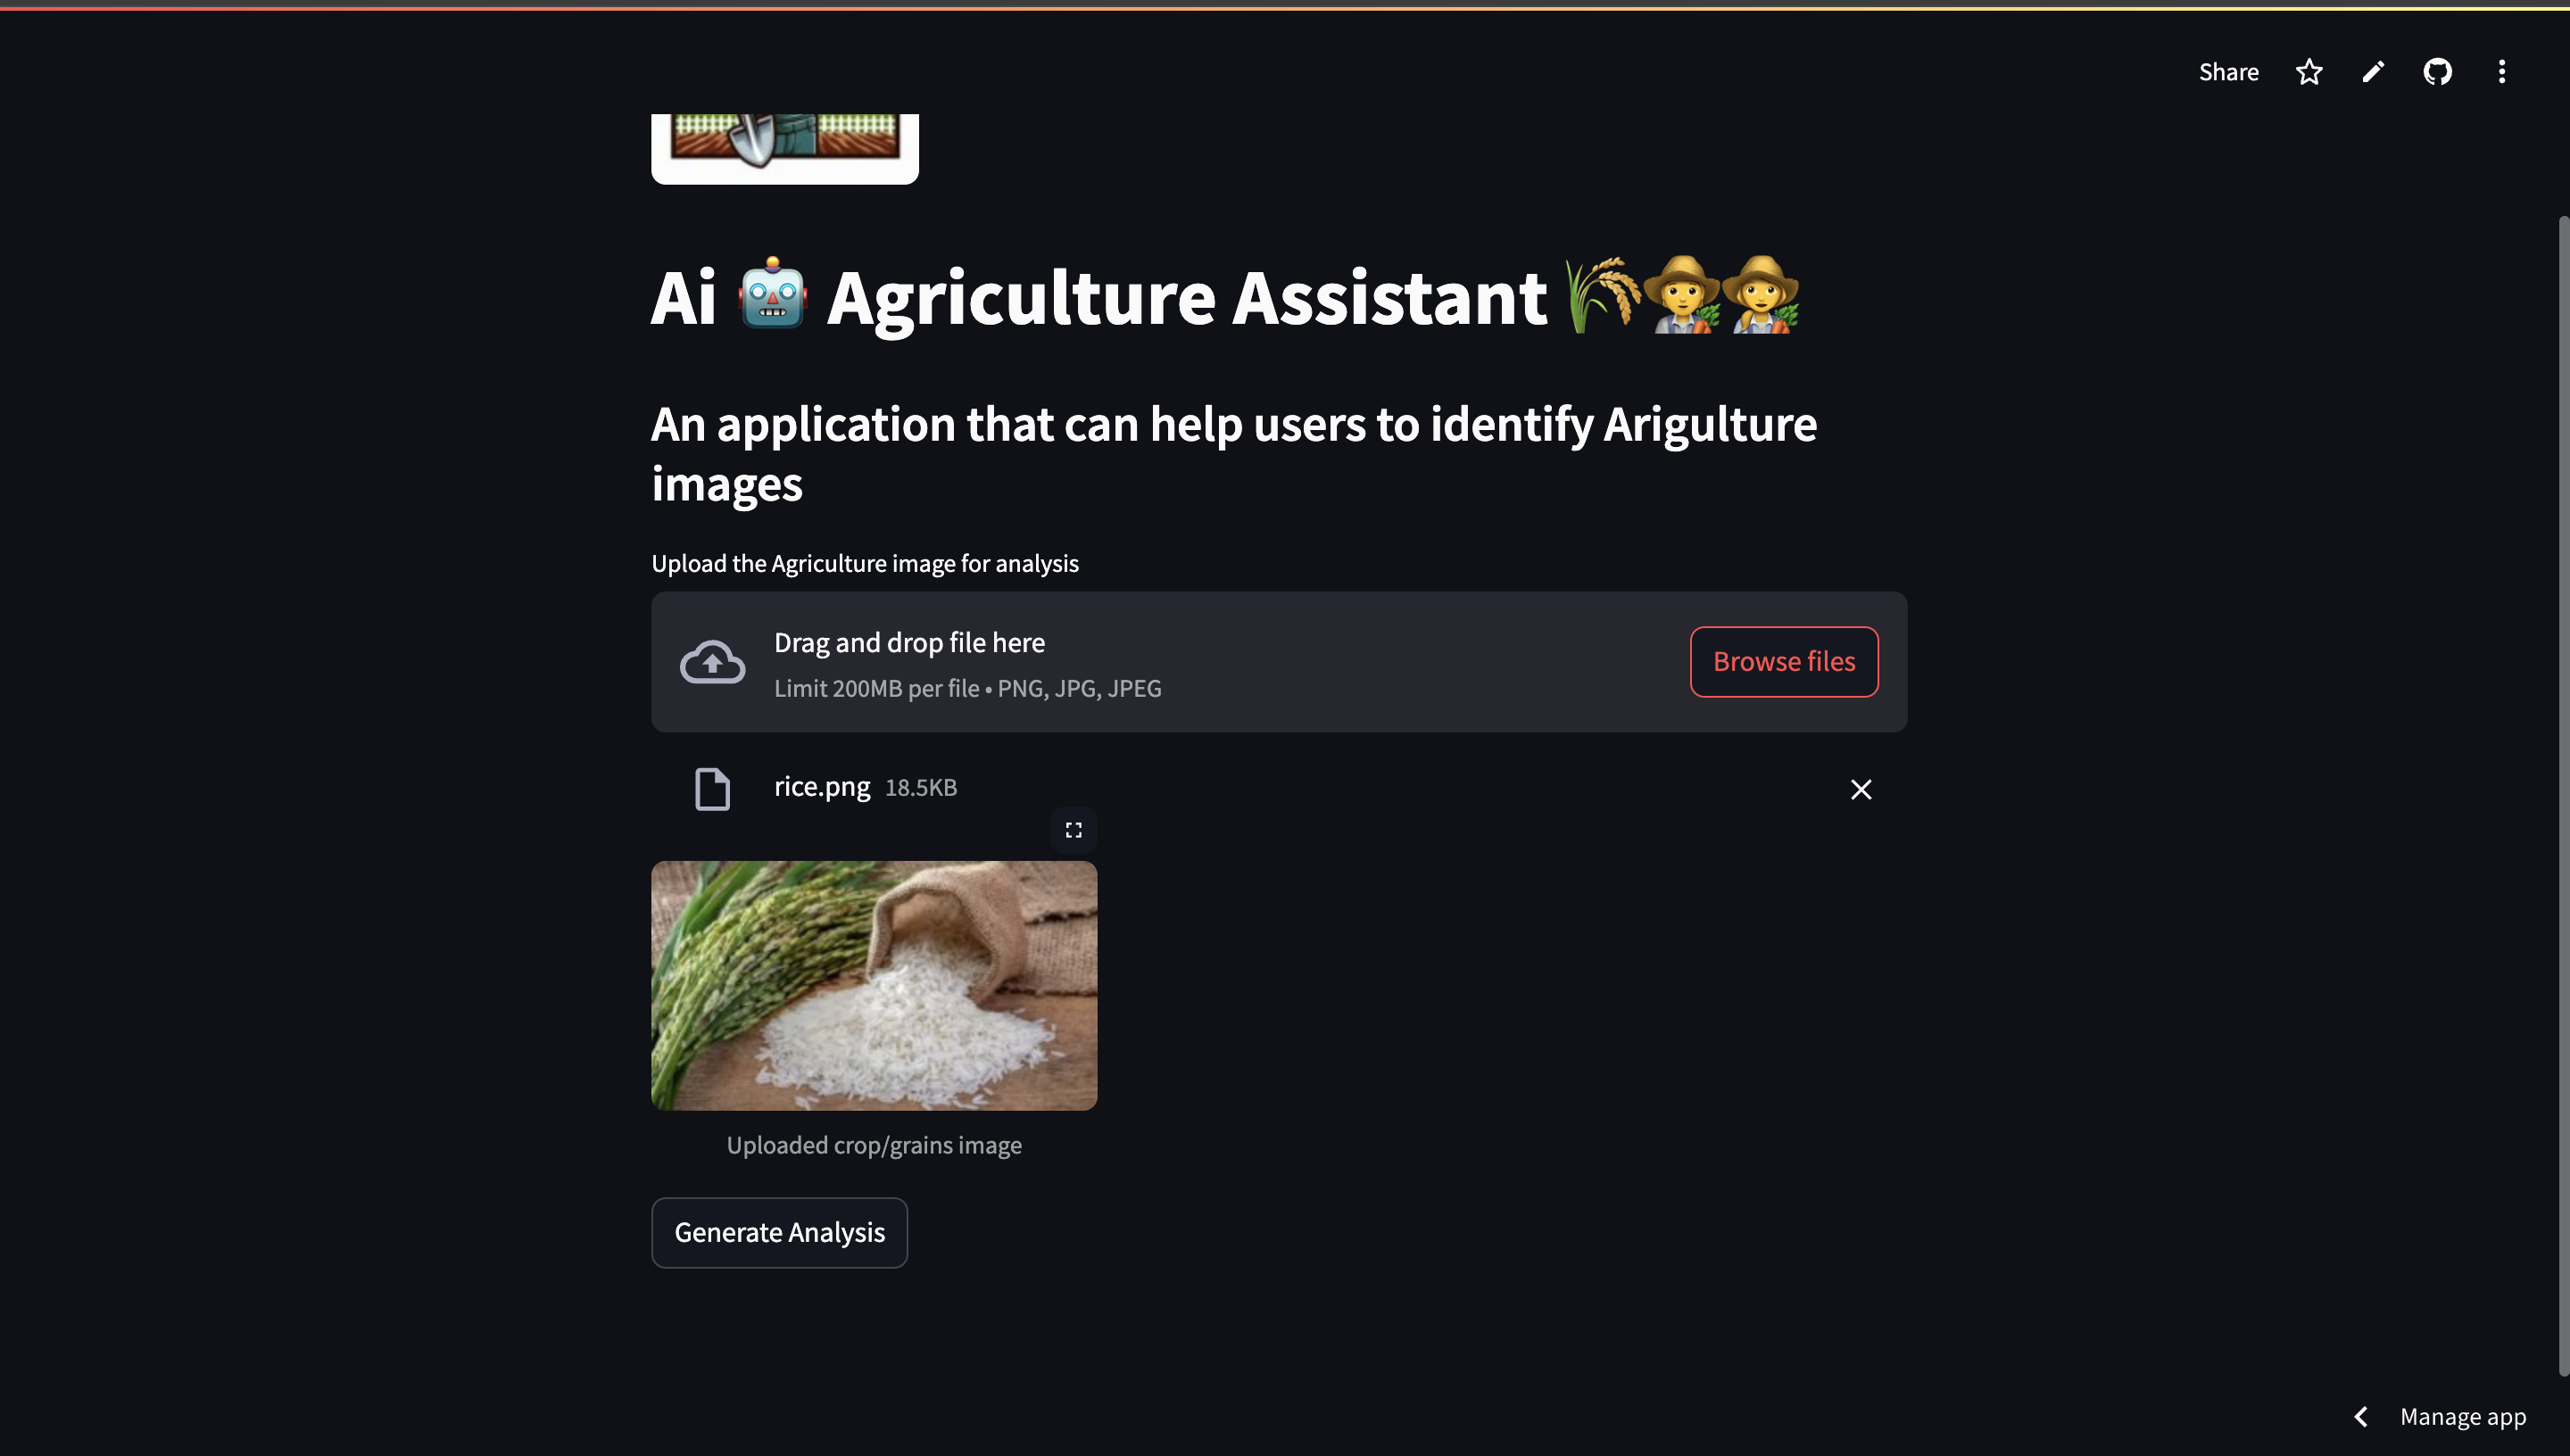 Share
Ai 🤖 Agriculture Assistant 🌾🧑‍🌾👩‍🌾
An application that can help users to identify Arigulture
images
Upload the Agriculture image for analysis
Drag and drop file here
Limit 200MB per file • PNG, JPG, JPEG
Browse files
rice.png 18.5KB
Uploaded crop/grains image
Generate Analysis
Manage app